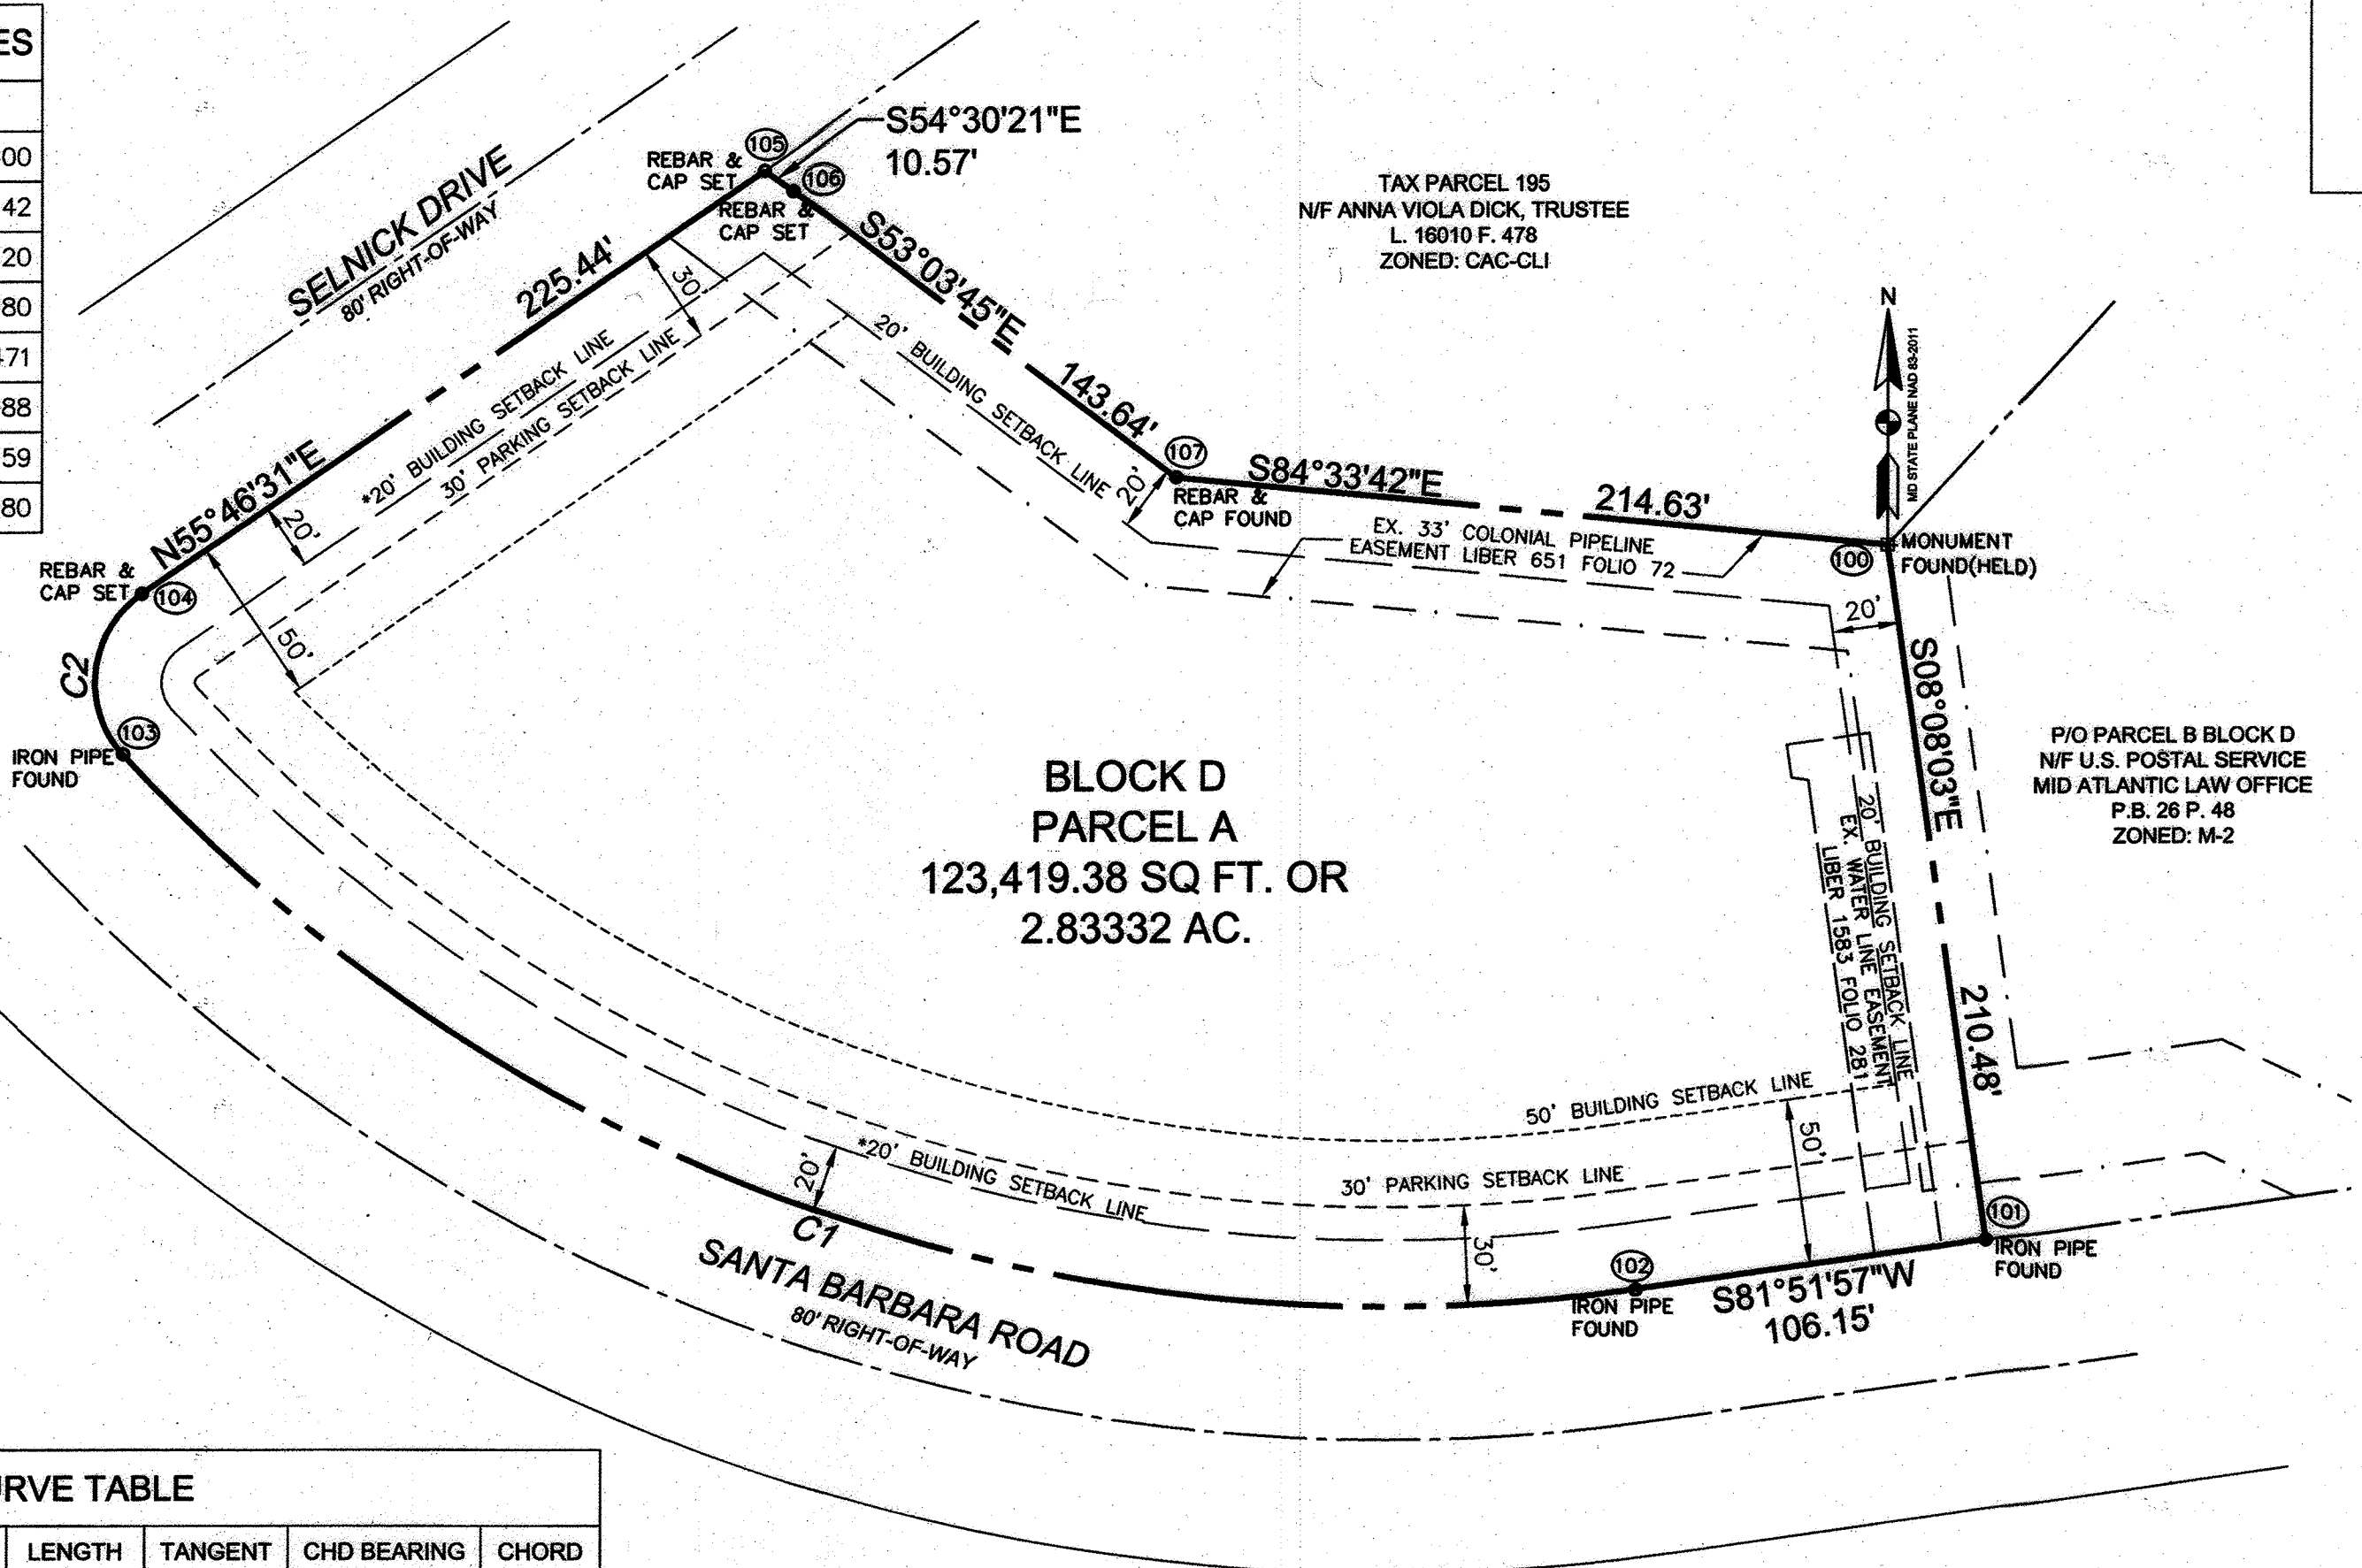 ES
00
42
20
80
471
88
59
80
S54°30'21"E
10.57'
105
REBAR &
CAP SET
106
REBAR &
CAP SET
SELNICK DRIVE
80' RIGHT-OF-WAY
225.44'
30'
S53°03'45"E
143.64'
TAX PARCEL 195
N/F ANNA VIOLA DICK, TRUSTEE
L. 16010 F. 478
ZONED: CAC-CLI
N
MD STATE PLANE NAD 83-2011
20' BUILDING SETBACK LINE
20'
107
REBAR &
CAP FOUND
S84°33'42"E
214.63'
EX. 33' COLONIAL PIPELINE
EASEMENT LIBER 651 FOLIO 72
100
MONUMENT
FOUND(HELD)
*20' BUILDING SETBACK LINE
30' PARKING SETBACK LINE
N55°46'31"E
20'
50'
REBAR &
CAP SET
104
C2
103
IRON PIPE
FOUND
20'
S08°08'03"E
210.48'
P/O PARCEL B BLOCK D
N/F U.S. POSTAL SERVICE
MID ATLANTIC LAW OFFICE
P.B. 26 P. 48
ZONED: M-2
BLOCK D
PARCEL A
123,419.38 SQ FT. OR
2.83332 AC.
20' BUILDING SETBACK LINE
EX. WATER LINE EASEMENT
LIBER 1583 FOLIO 281
50' BUILDING SETBACK LINE
50'
30' PARKING SETBACK LINE
30'
*20' BUILDING SETBACK LINE
20'
C1
SANTA BARBARA ROAD
80' RIGHT-OF-WAY
101
IRON PIPE
FOUND
102
IRON PIPE
FOUND
S81°51'57"W
106.15'
RVE TABLE
LENGTH TANGENT CHD BEARING CHORD